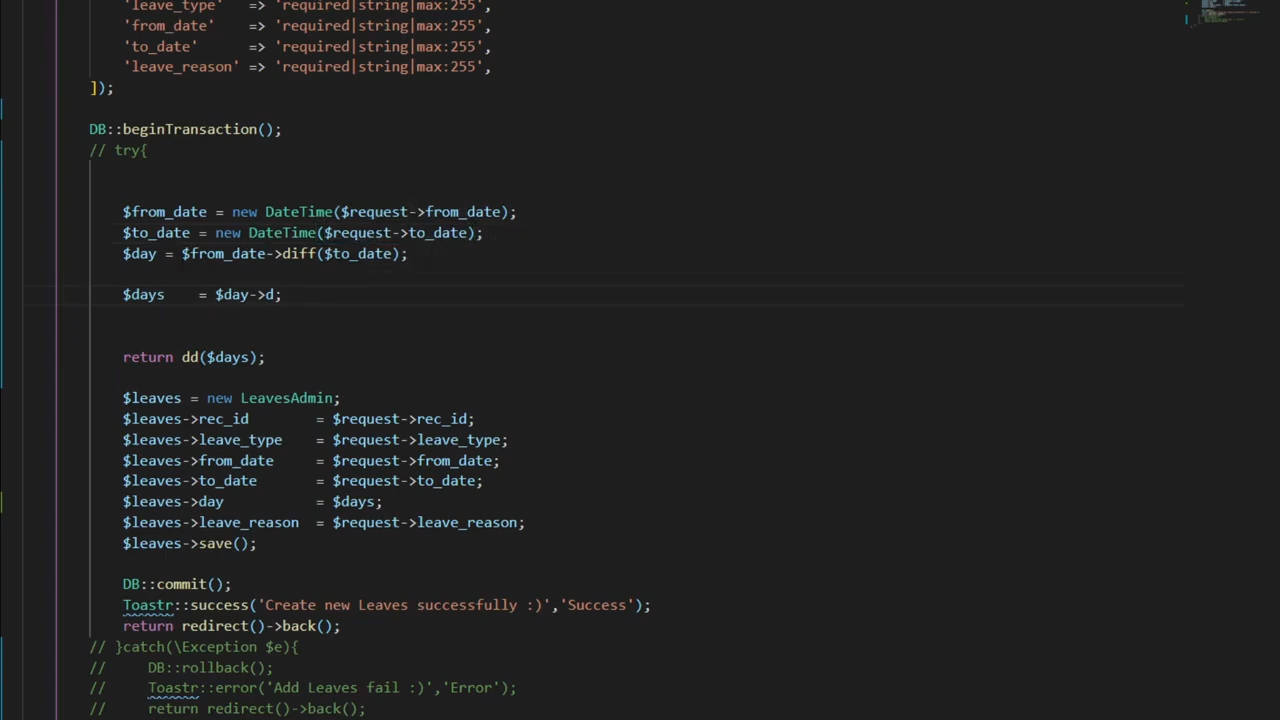 'leave_type'   => 'required|string|max:255',
'from_date'    => 'required|string|max:255',
'to_date'      => 'required|string|max:255',
'leave_reason' => 'required|string|max:255',
]);
DB::beginTransaction();
// try{
$from_date = new DateTime($request->from_date);
$to_date = new DateTime($request->to_date);
$day = $from_date->diff($to_date);
$days    = $day->d;
return dd($days);
$leaves = new LeavesAdmin;
$leaves->rec_id        = $request->rec_id;
$leaves->leave_type    = $request->leave_type;
$leaves->from_date     = $request->from_date;
$leaves->to_date       = $request->to_date;
$leaves->day           = $days;
$leaves->leave_reason  = $request->leave_reason;
$leaves->save();
DB::commit();
Toastr::success('Create new Leaves successfully :)','Success');
return redirect()->back();
// }catch(\Exception $e){
//     DB::rollback();
//     Toastr::error('Add Leaves fail :)','Error');
//     return redirect()->back();